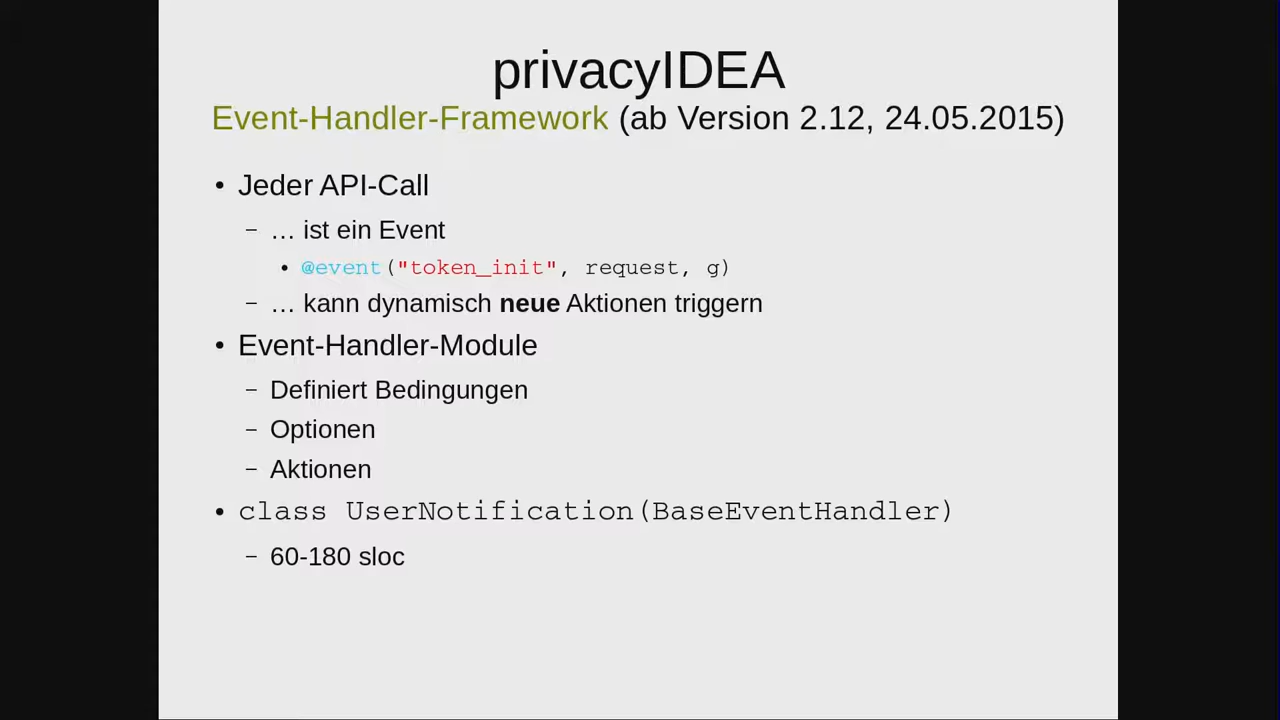 privacyIDEA
Event-Handler-Framework (ab Version 2.12, 24.05.2015)
• Jeder API-Call
– … ist ein Event
• @event("token_init", request, g)
– … kann dynamisch neue Aktionen triggern
• Event-Handler-Module
– Definiert Bedingungen
– Optionen
– Aktionen
• class UserNotification(BaseEventHandler)
– 60-180 sloc